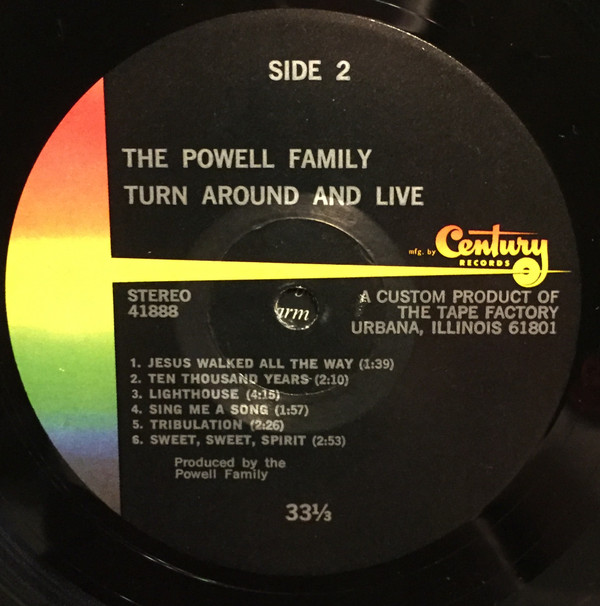 SIDE 2
THE POWELL FAMILY
TURN AROUND AND LIVE
mfg. by Century
RECORDS
STEREO
41888
A CUSTOM PRODUCT OF
THE TAPE FACTORY
URBANA, ILLINOIS 61801
arm
1. JESUS WALKED ALL THE WAY (1:39)
2. TEN THOUSAND YEARS (2:10)
3. LIGHTHOUSE (4:15)
4. SING ME A SONG (1:57)
5. TRIBULATION (2:26)
6. SWEET, SWEET, SPIRIT (2:53)
Produced by the
Powell Family
33⅓